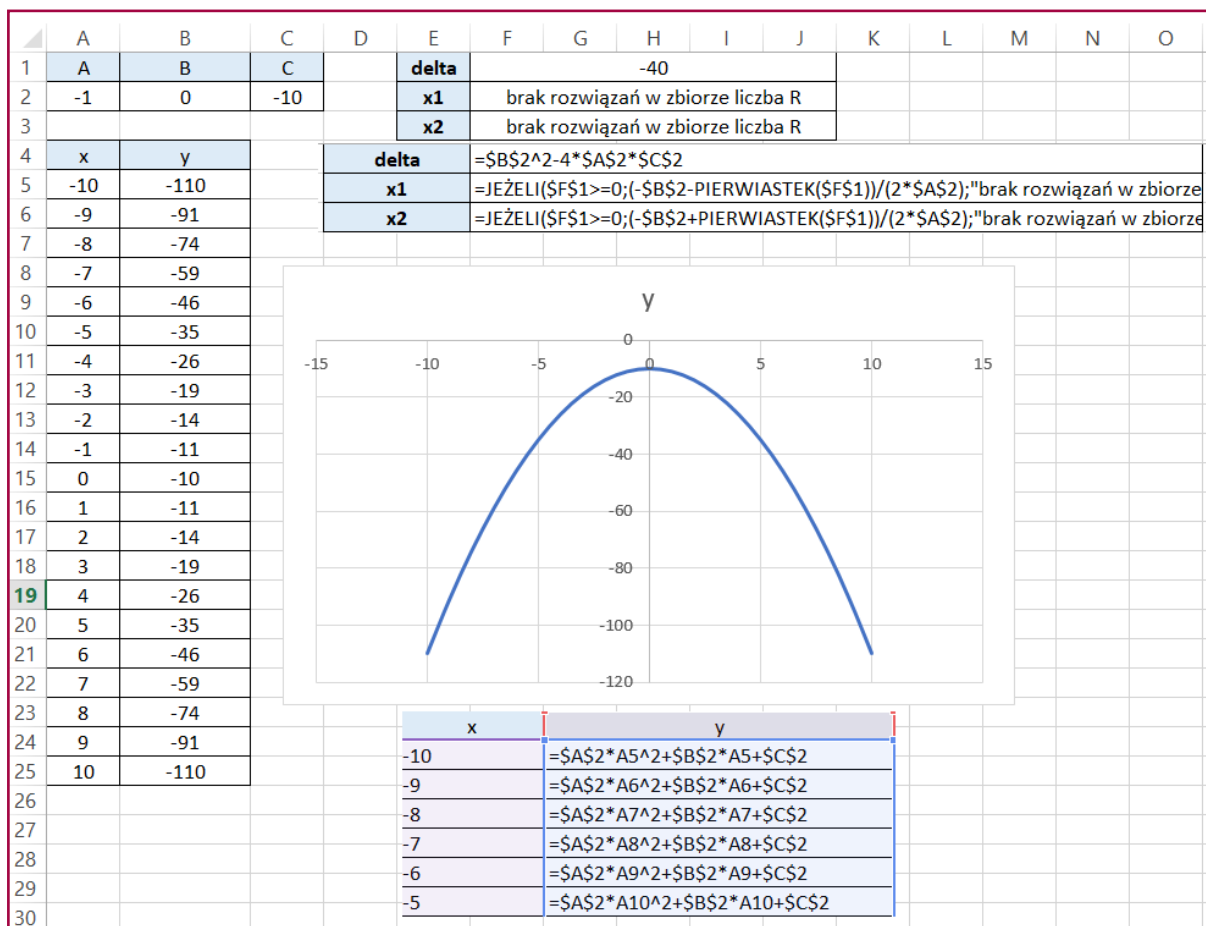 A B C D E F G H I J K L M N O
1 A B C delta -40
2 -1 0 -10 x1 brak rozwiązań w zbiorze liczba R
3 x2 brak rozwiązań w zbiorze liczba R
4 x y delta =$B$2^2-4*$A$2*$C$2
5 -10 -110 x1 =JEŻELI($F$1>=0;(-$B$2-PIERWIASTEK($F$1))/(2*$A$2);"brak rozwiązań w zbiorze
6 -9 -91 x2 =JEŻELI($F$1>=0;(-$B$2+PIERWIASTEK($F$1))/(2*$A$2);"brak rozwiązań w zbiorze
7 -8 -74
8 -7 -59
9 -6 -46
10 -5 -35
11 -4 -26
12 -3 -19
13 -2 -14
14 -1 -11
15 0 -10
16 1 -11
17 2 -14
18 3 -19
19 4 -26
20 5 -35
21 6 -46
22 7 -59
23 8 -74
24 9 -91
25 10 -110
26
27
28
29
30
y
0
-15 -10 -5 0 5 10 15
-20
-40
-60
-80
-100
-120
x y
-10 =$A$2*A5^2+$B$2*A5+$C$2
-9 =$A$2*A6^2+$B$2*A6+$C$2
-8 =$A$2*A7^2+$B$2*A7+$C$2
-7 =$A$2*A8^2+$B$2*A8+$C$2
-6 =$A$2*A9^2+$B$2*A9+$C$2
-5 =$A$2*A10^2+$B$2*A10+$C$2